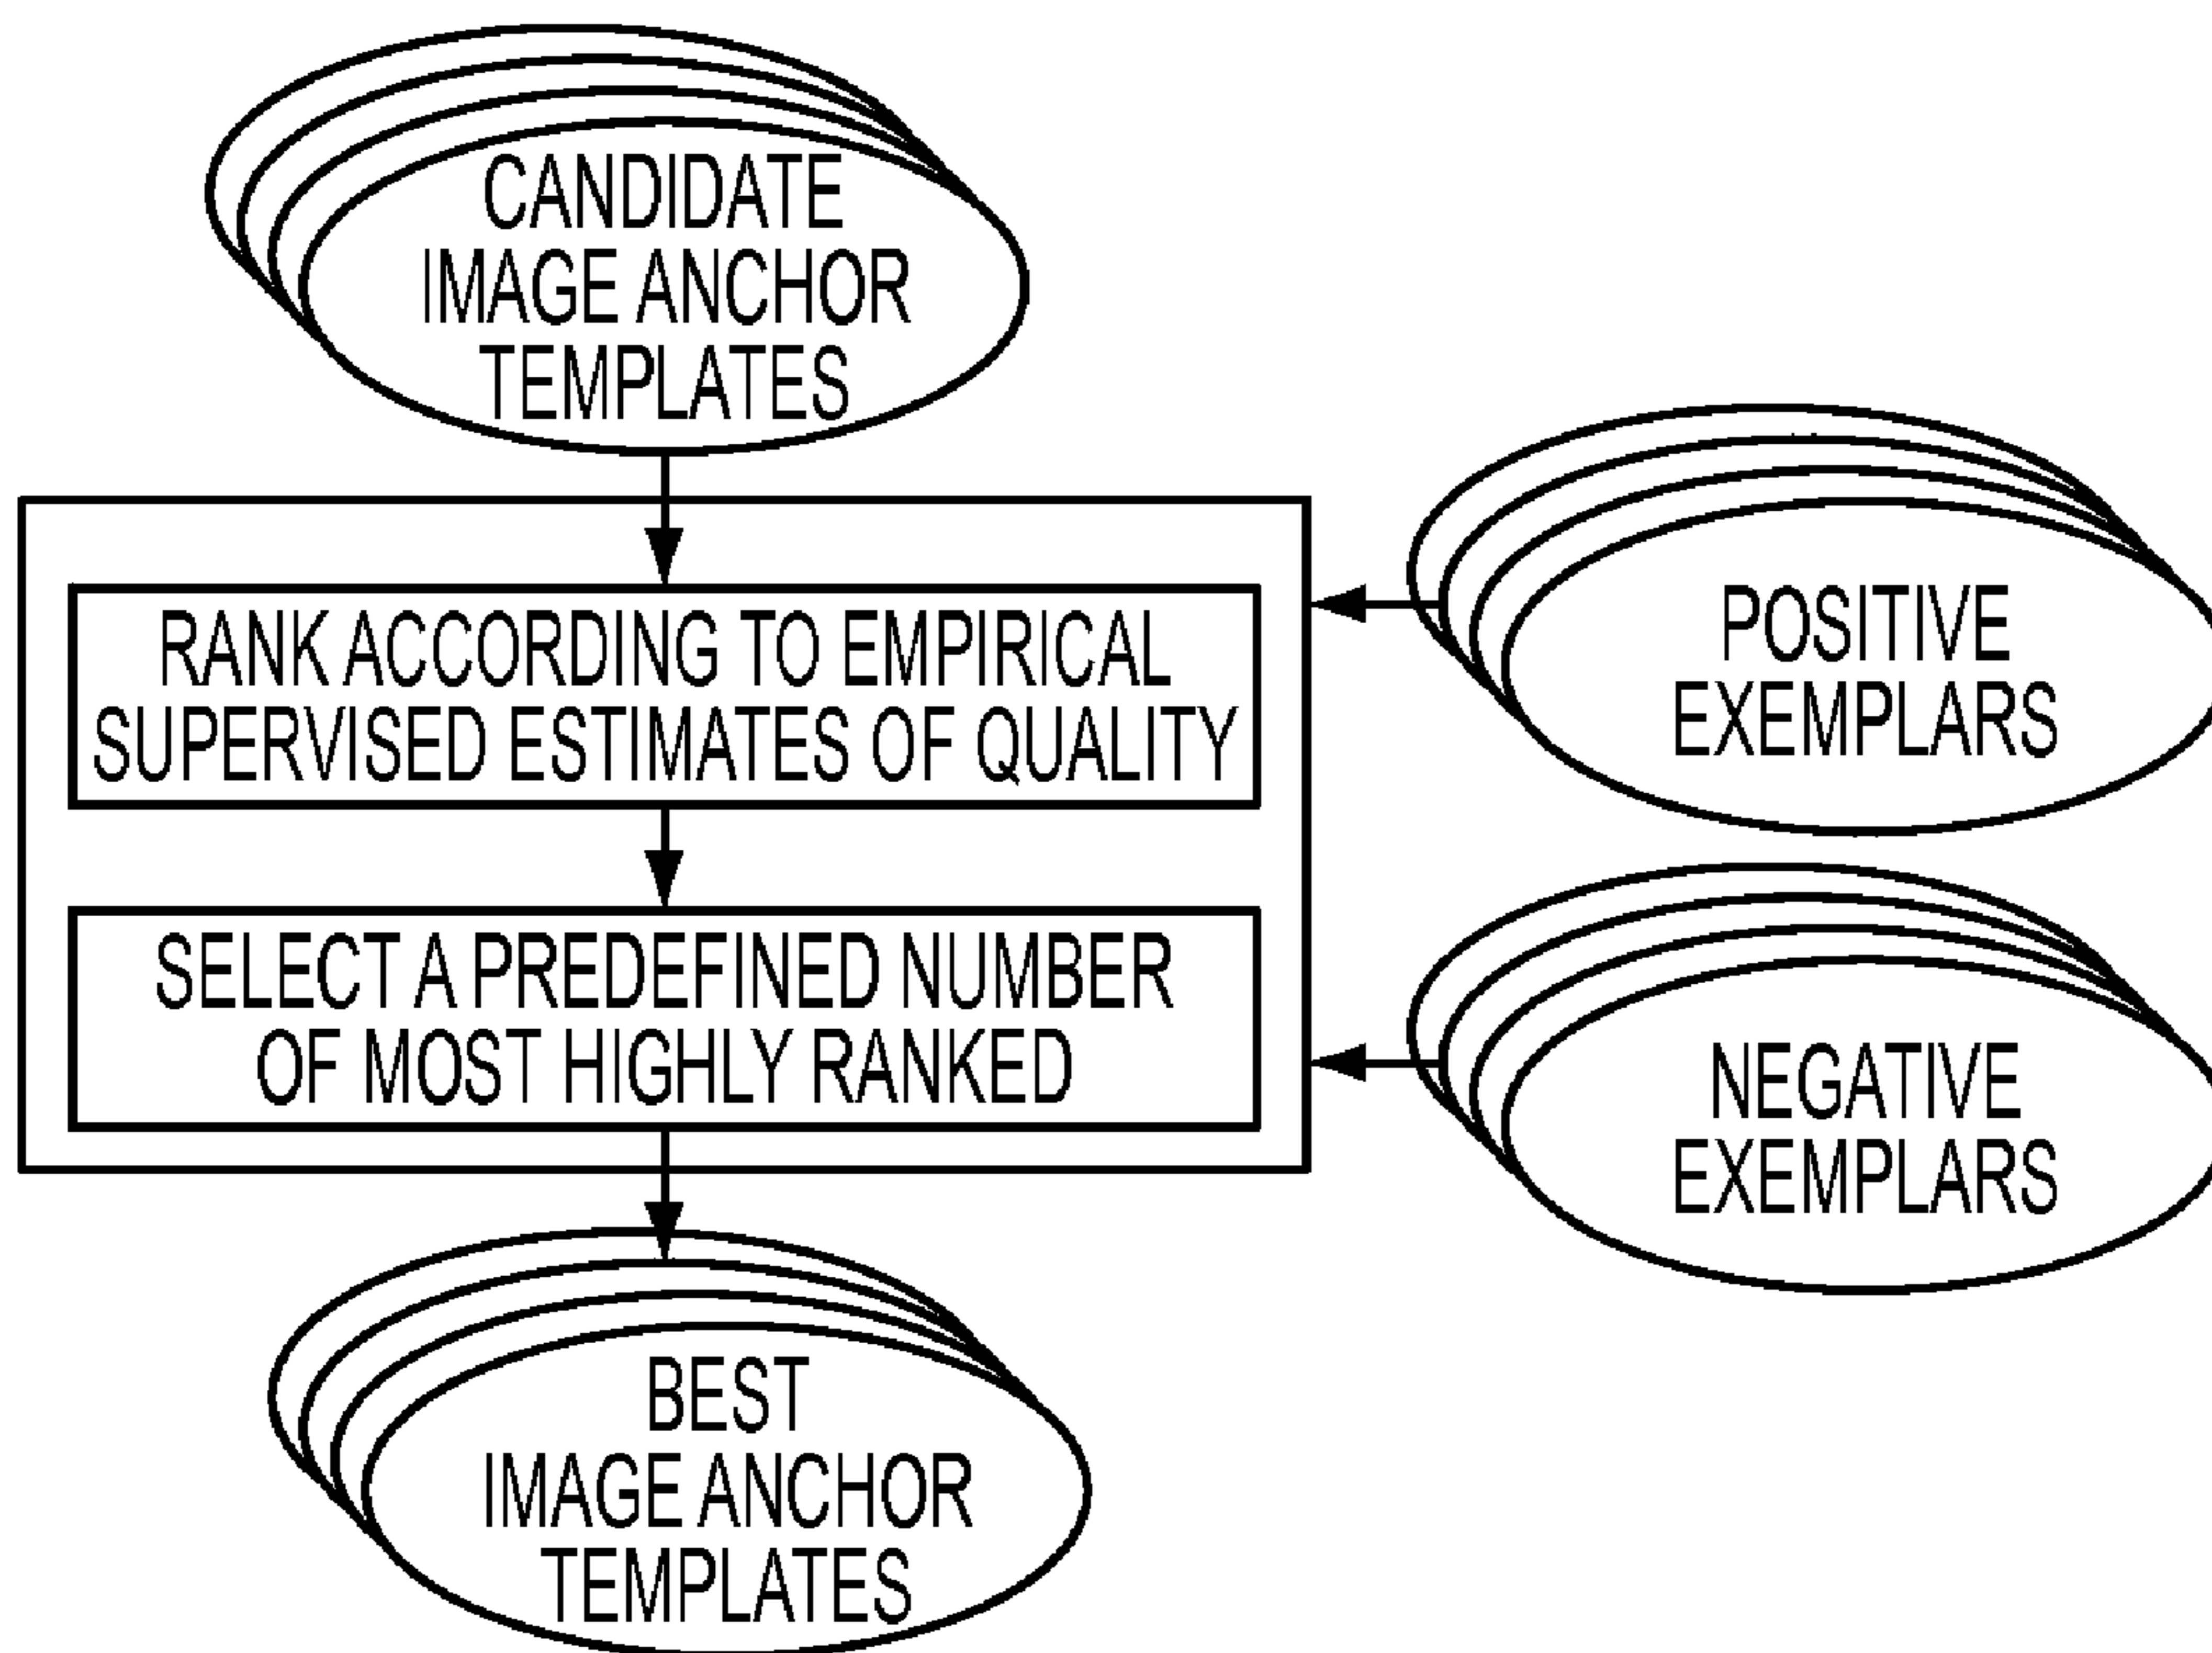 CANDIDATE
IMAGE ANCHOR
TEMPLATES
RANK ACCORDING TO EMPIRICAL
SUPERVISED ESTIMATES OF QUALITY
POSITIVE
EXEMPLARS
SELECT A PREDEFINED NUMBER
OF MOST HIGHLY RANKED
NEGATIVE
EXEMPLARS
BEST
IMAGE ANCHOR
TEMPLATES